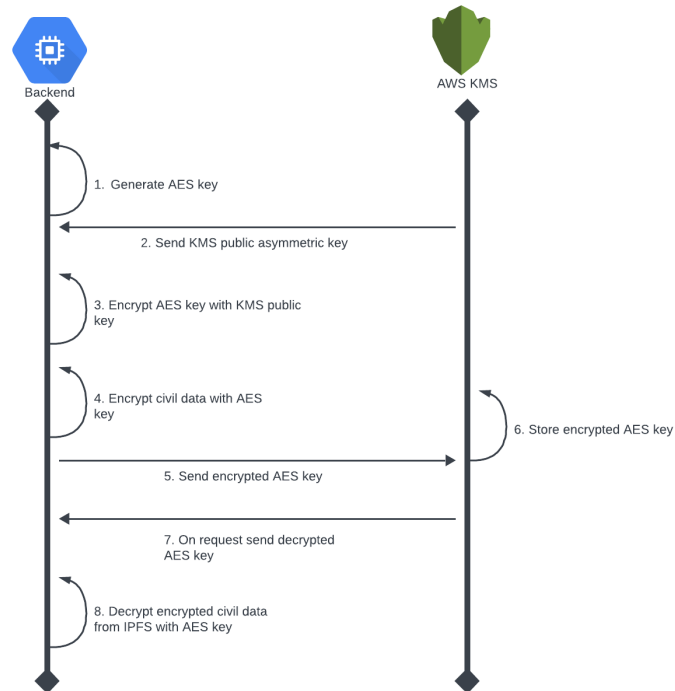 Backend
AWS KMS
1. Generate AES key
2. Send KMS public asymmetric key
3. Encrypt AES key with KMS public
key
4. Encrypt civil data with AES
key
6. Store encrypted AES key
5. Send encrypted AES key
7. On request send decrypted
AES key
8. Decrypt encrypted civil data
from IPFS with AES key